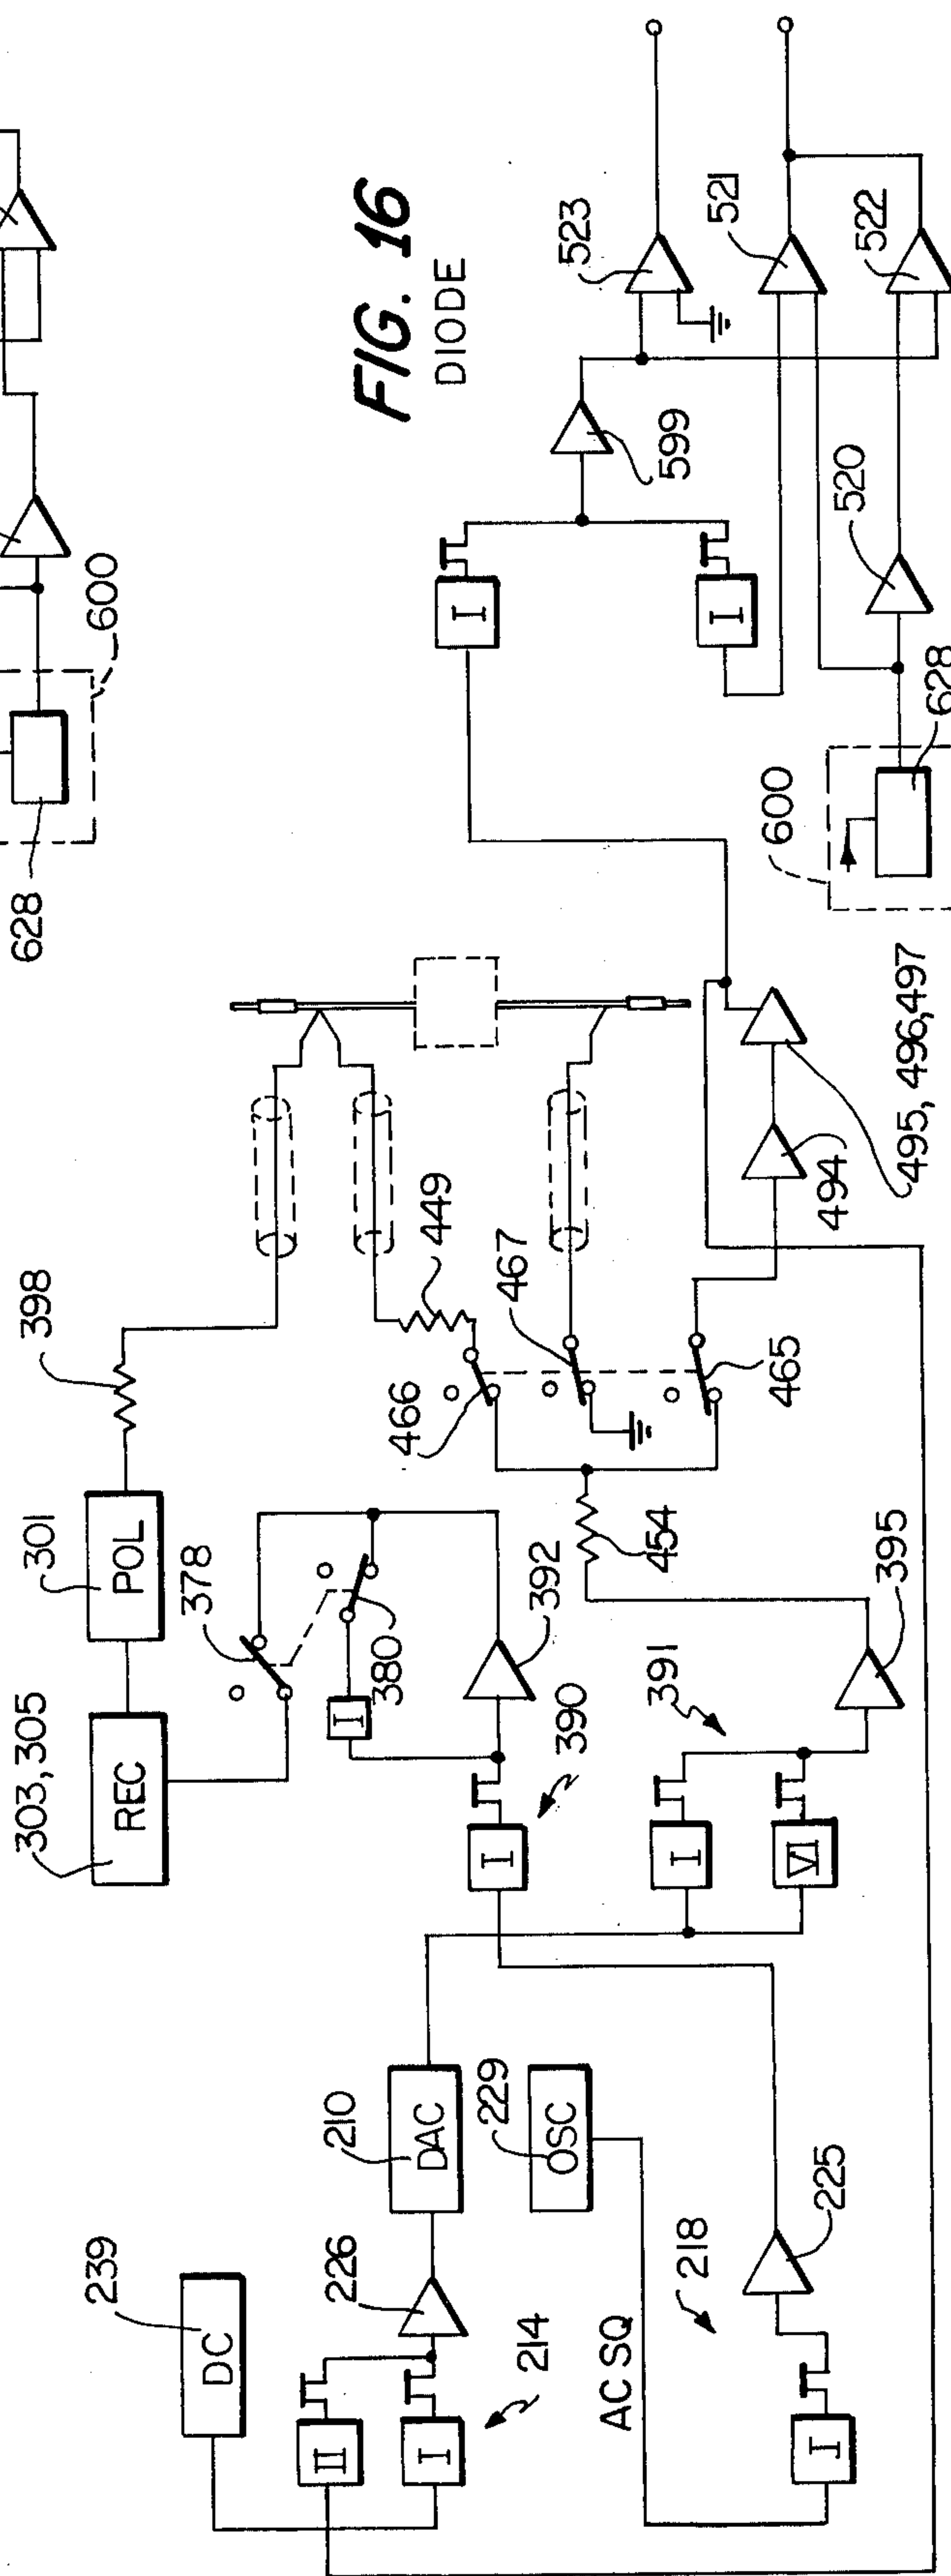 600
628
FIG. 16
DIODE
523
521
522
599
520
600
628
398
449
467
466
465
494
495, 496, 497
301
POL
303, 305
REC
378
I
380
392
390
I
391
I
VI
454
395
I
I
239
DC
II
I
226
214
210
DAC
229
OSC
AC SQ
218
225
I